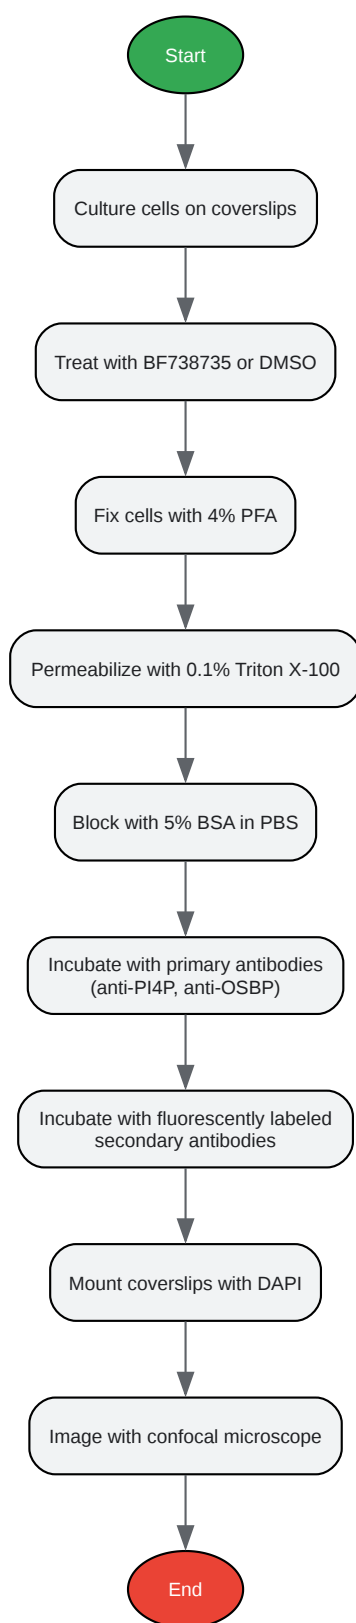 Start
Culture cells on coverslips
Treat with BF738735 or DMSO
Fix cells with 4% PFA
Permeabilize with 0.1% Triton X-100
Block with 5% BSA in PBS
Incubate with primary antibodies
(anti-PI4P, anti-OSBP)
Incubate with fluorescently labeled
secondary antibodies
Mount coverslips with DAPI
Image with confocal microscope
End